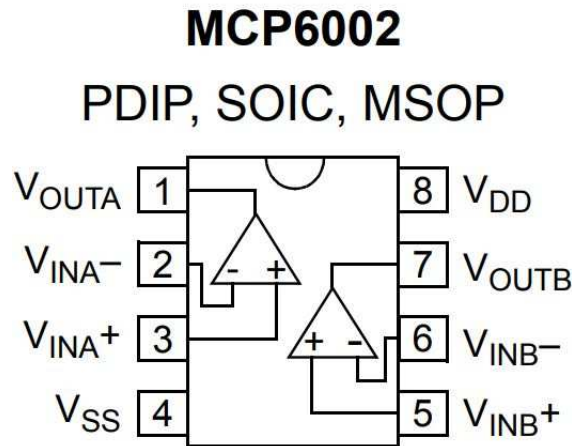 MCP6002
PDIP, SOIC, MSOP
VOUTA 1
8 VDD
VINA– 2
7 VOUTB
VINA+ 3
6 VINB–
VSS 4
5 VINB+
- +
+ -